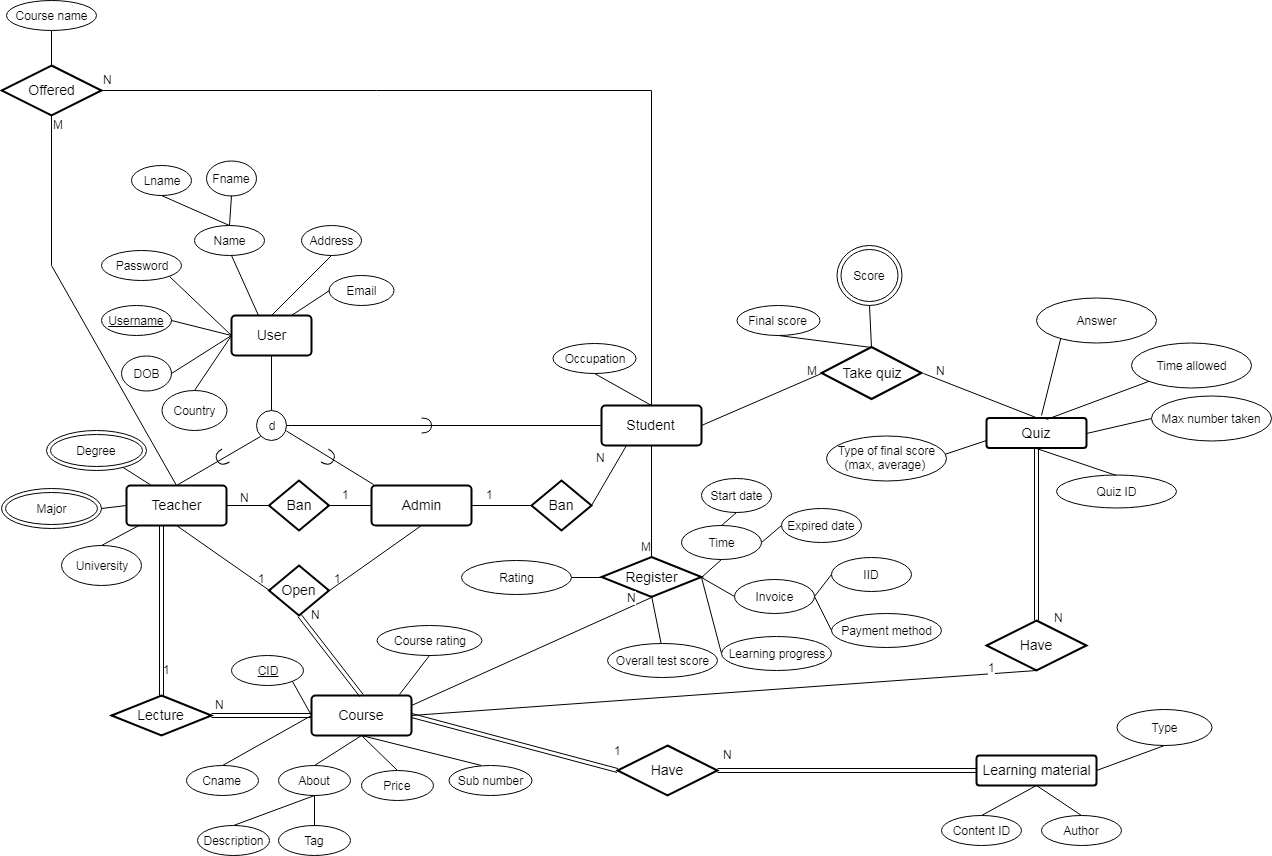 Course name
N
Offered
M
Lname
Fname
Name
Address
Password
Email
Username
User
DOB
Country
d
Score
Final score
Answer
Occupation
M
Take quiz
N
Time allowed
Student
Quiz
Max number taken
Degree
N
Type of final score
(max, average)
Quiz ID
Major
Teacher
N
Ban
1
Admin
1
Ban
Start date
Expired date
University
M
Time
1
Open
1
Rating
Register
IID
N
Invoice
N
N
Payment method
Course rating
Have
Overall test score
Learning progress
CID
1
1
N
Lecture
Course
Type
1
N
Cname
About
Price
Sub number
Have
Learning material
Description
Tag
Content ID
Author